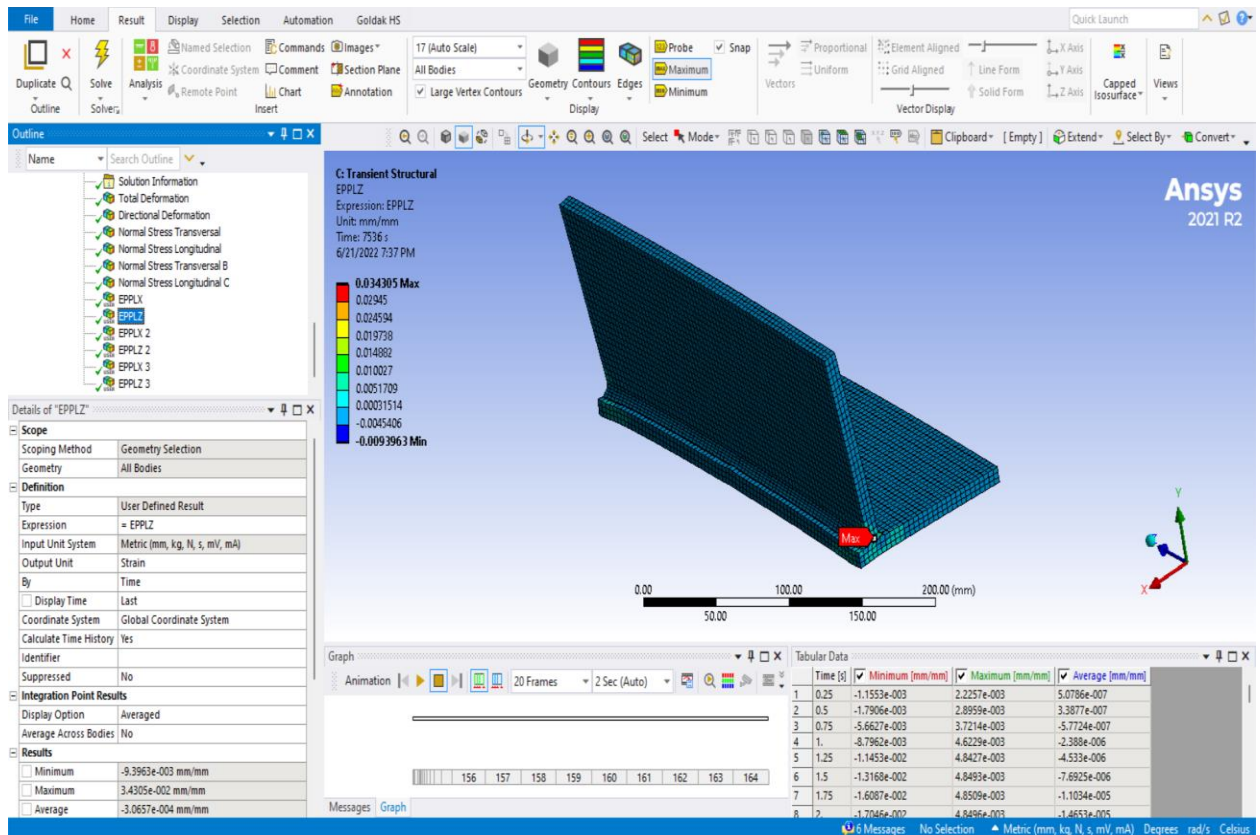 File Home Result Display Selection Automation Goldak HS Quick Launch
Duplicate Q
Outline
Solve
Solver
Analysis
Named Selection
Coordinate System
Remote Point
Commands
Comment
Chart
Images
Section Plane
Annotation
Insert
17 (Auto Scale)
All Bodies
Large Vertex Contours
Geometry Contours Edges
Display
Probe
Maximum
Minimum
Snap
Vectors
Proportional
Uniform
Element Aligned
Grid Aligned
Line Form
Solid Form
X Axis
Y Axis
Z Axis
Vector Display
Capped Isosurface
Views
Outline
Name Search Outline
Select Mode Clipboard [Empty] Extend Select By Convert
Solution Information
Total Deformation
Directional Deformation
Normal Stress Transversal
Normal Stress Longitudinal
Normal Stress Transversal B
Normal Stress Longitudinal C
EPPLX
EPPLZ
EPPLX 2
EPPLZ 2
EPPLX 3
EPPLZ 3
Details of "EPPLZ"
Scope
Scoping Method Geometry Selection
Geometry All Bodies
Definition
Type User Defined Result
Expression = EPPLZ
Input Unit System Metric (mm, kg, N, s, mV, mA)
Output Unit Strain
By Time
Display Time Last
Coordinate System Global Coordinate System
Calculate Time History Yes
Identifier
Suppressed No
Integration Point Results
Display Option Averaged
Average Across Bodies No
Results
Minimum -9.3963e-003 mm/mm
Maximum 3.4305e-002 mm/mm
Average -3.0657e-004 mm/mm
C: Transient Structural
EPPLZ
Expression: EPPLZ
Unit: mm/mm
Time: 7536 s
6/21/2022 7:37 PM
0.034305 Max
0.02945
0.024594
0.019738
0.014882
0.010027
0.0051709
0.00031514
-0.0045406
-0.0093963 Min
Ansys
2021 R2
Max
Y
X
0.00 100.00 200.00 (mm)
50.00 150.00
Graph
Animation 20 Frames 2 Sec (Auto)
156 157 158 159 160 161 162 163 164
Messages Graph
Tabular Data
Time [s] Minimum [mm/mm] Maximum [mm/mm] Average [mm/mm]
1 0.25 -1.1553e-003 2.2257e-003 5.0786e-007
2 0.5 -1.7906e-003 2.8959e-003 3.3877e-007
3 0.75 -5.6627e-003 3.7214e-003 -5.7724e-007
4 1. -8.7962e-003 4.6229e-003 -2.388e-006
5 1.25 -1.1453e-002 4.8427e-003 -4.533e-006
6 1.5 -1.3168e-002 4.8493e-003 -7.6925e-006
7 1.75 -1.6087e-002 4.8509e-003 -1.1034e-005
8 2. -1.7046e-002 4.8496e-003 -1.4653e-005
6 Messages No Selection Metric (mm, kg, N, s, mV, mA) Degrees rad/s Celsius